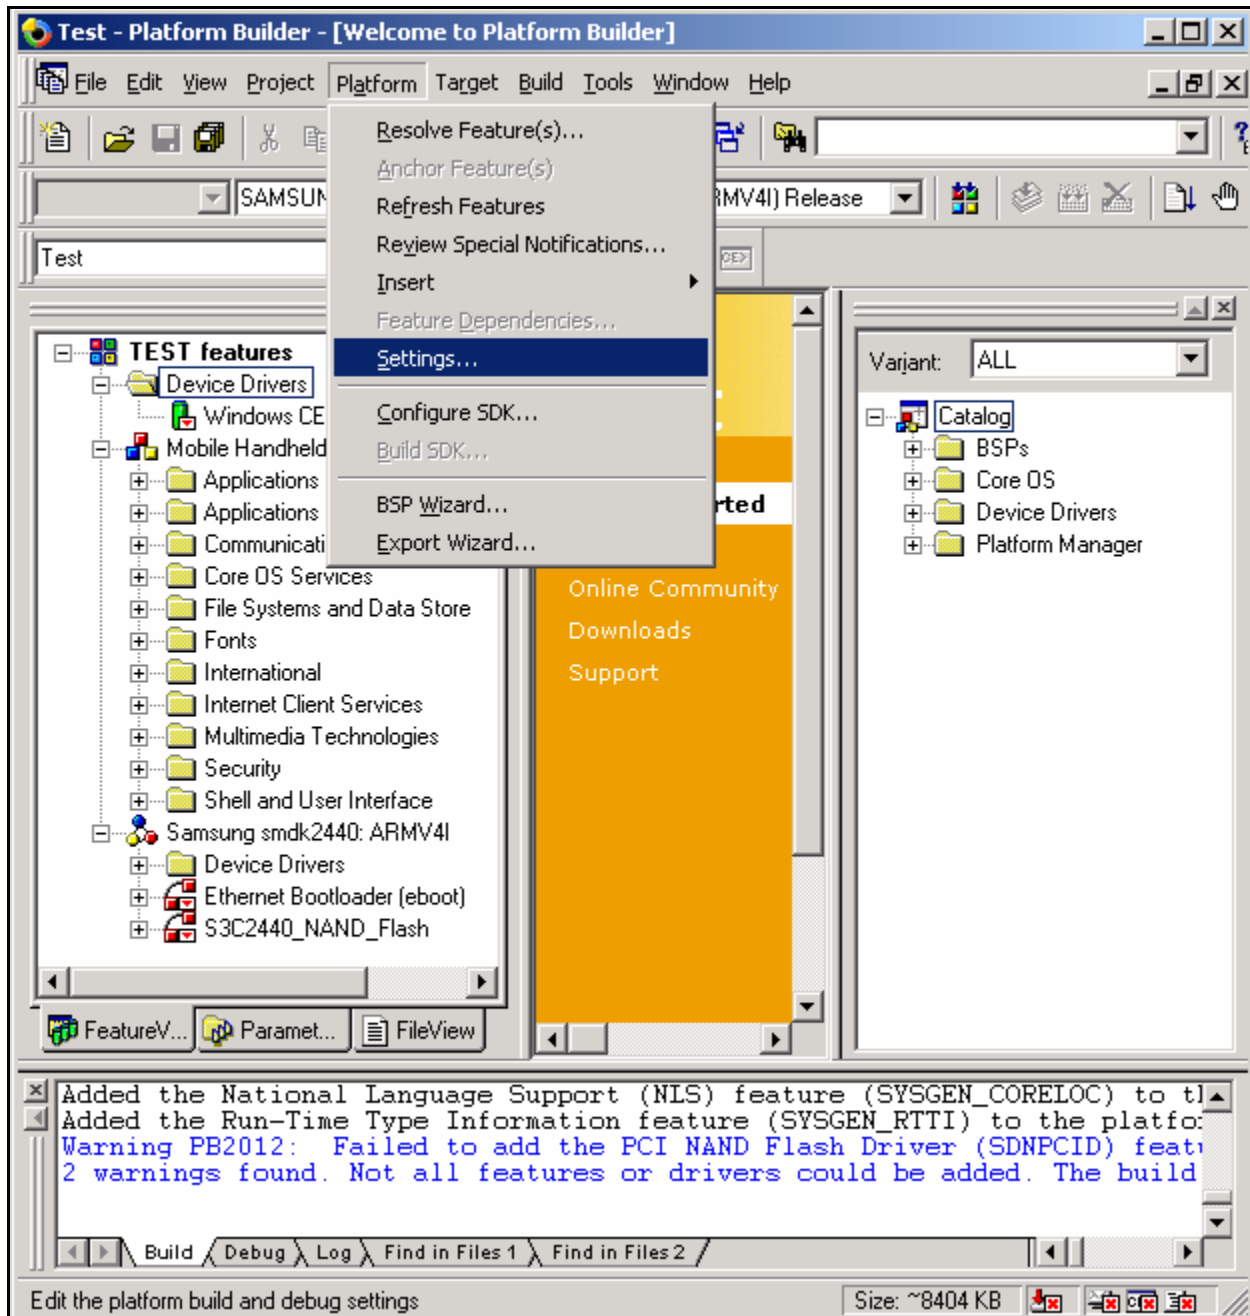 Test - Platform Builder - [Welcome to Platform Builder]
File Edit View Project Platform Target Build Tools Window Help
Resolve Feature(s)...
Anchor Feature(s)
Refresh Features
Review Special Notifications...
Insert
Feature Dependencies...
Settings...
Configure SDK...
Build SDK...
BSP Wizard...
Export Wizard...
SAMSUN
RMV4I) Release
Test
TEST features
Device Drivers
Windows CE
Mobile Handheld
Applications
Applications
Communicati
Core OS Services
File Systems and Data Store
Fonts
International
Internet Client Services
Multimedia Technologies
Security
Shell and User Interface
Samsung smdk2440: ARMV4I
Device Drivers
Ethernet Bootloader (eboot)
S3C2440_NAND_Flash
FeatureV... Paramet... FileView
rted
Online Community
Downloads
Support
Variant: ALL
Catalog
BSPs
Core OS
Device Drivers
Platform Manager
Added the National Language Support (NLS) feature (SYSGEN_CORELOC) to t
Added the Run-Time Type Information feature (SYSGEN_RTTI) to the platfo
Warning PB2012: Failed to add the PCI NAND Flash Driver (SDNPCID) feat
2 warnings found. Not all features or drivers could be added. The build
Build Debug Log Find in Files 1 Find in Files 2
Edit the platform build and debug settings Size: ~8404 KB